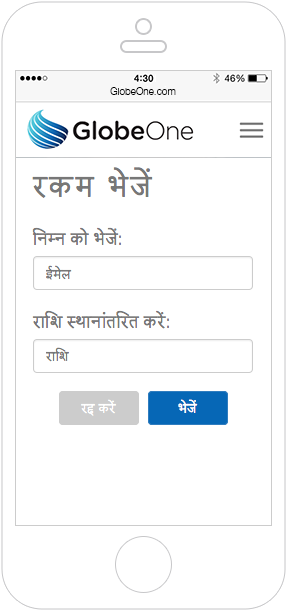 4:30
46%
GlobeOne.com
GlobeOne
रकम भेजें
निम्न को भेजें:
ईमेल
राशि स्थानांतरित करें:
राशि
रद्द करें
भेजें